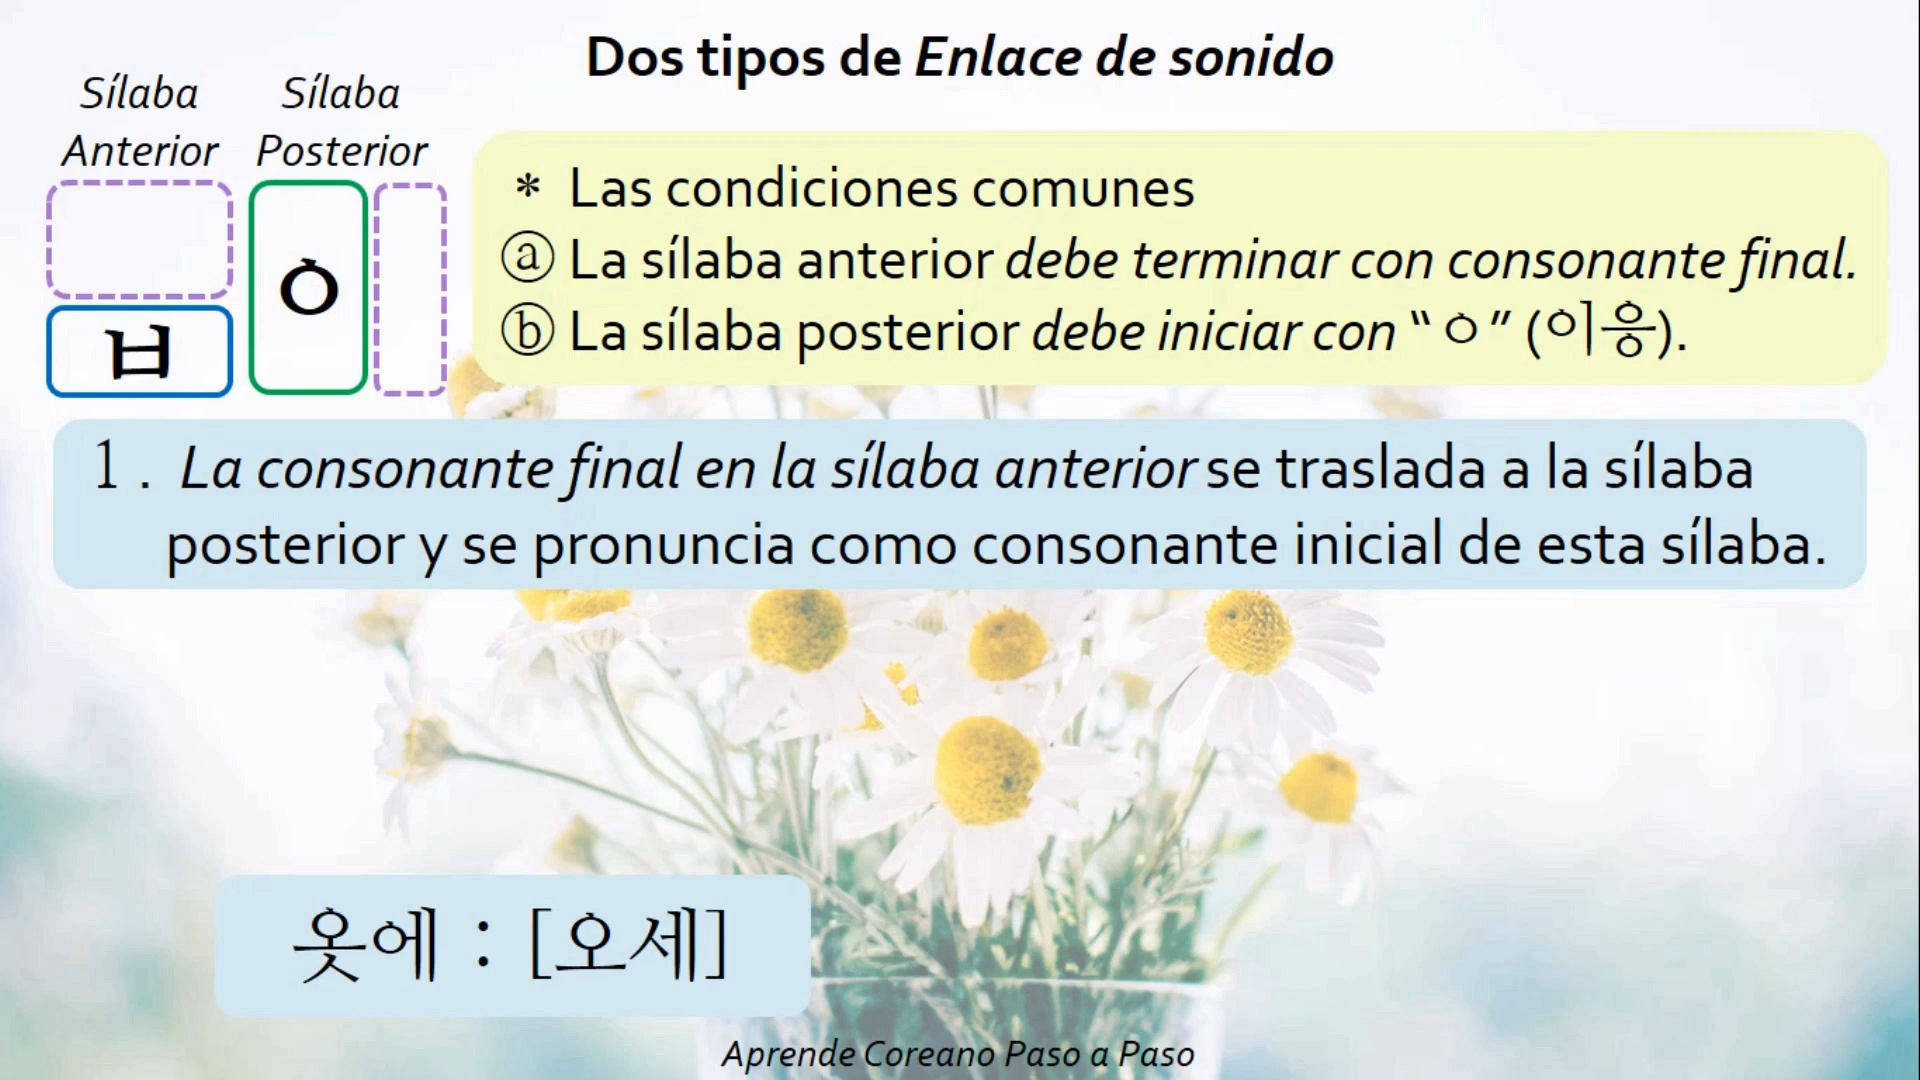 Dos tipos de Enlace de sonido
Sílaba Anterior
Sílaba Posterior
ㅂ
ㅇ
* Las condiciones comunes
ⓐ La sílaba anterior debe terminar con consonante final.
ⓑ La sílaba posterior debe iniciar con “ㅇ” (이응).
1. La consonante final en la sílaba anterior se traslada a la sílaba
posterior y se pronuncia como consonante inicial de esta sílaba.
옷에 : [오세]
Aprende Coreano Paso a Paso